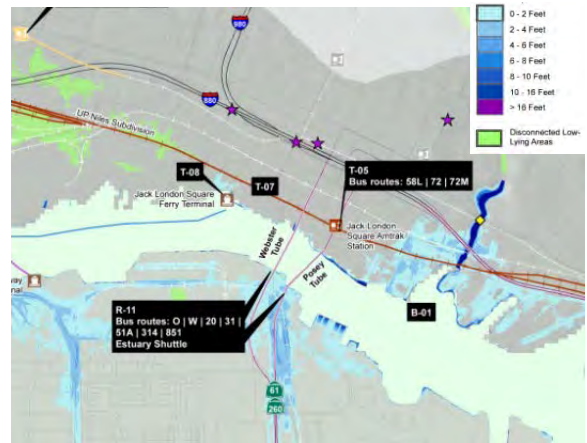 980
880
0 - 2 Feet
2 - 4 Feet
4 - 6 Feet
6 - 8 Feet
8 - 10 Feet
10 - 16 Feet
> 16 Feet
Disconnected Low-
Lying Areas
UP Niles Subdivision
T-08
T-07
Jack London Square
Ferry Terminal
T-05
Bus routes: 58L | 72 | 72M
Jack London
Square Amtrak
Station
Webster
Tube
Posey
Tube
B-01
R-11
Bus routes: O | W | 20 | 31 |
51A | 314 | 851
Estuary Shuttle
61
260